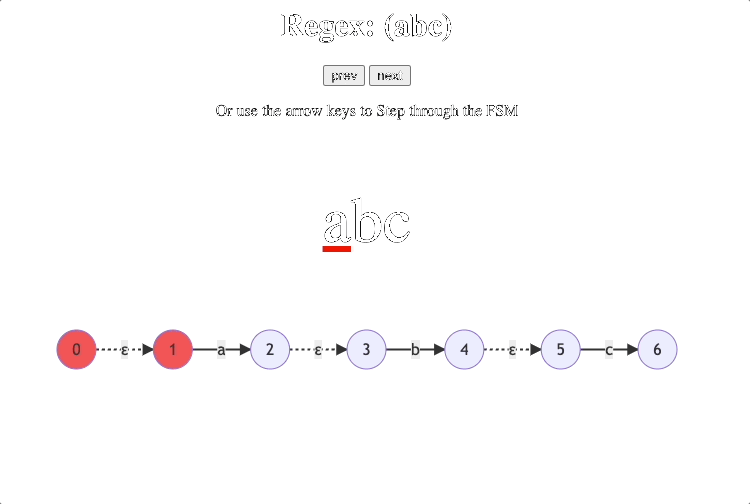 Regex: (abc)
prev next
Or use the arrow keys to Step through the FSM
abc
0 ε 1 a 2 ε 3 b 4 ε 5 c 6